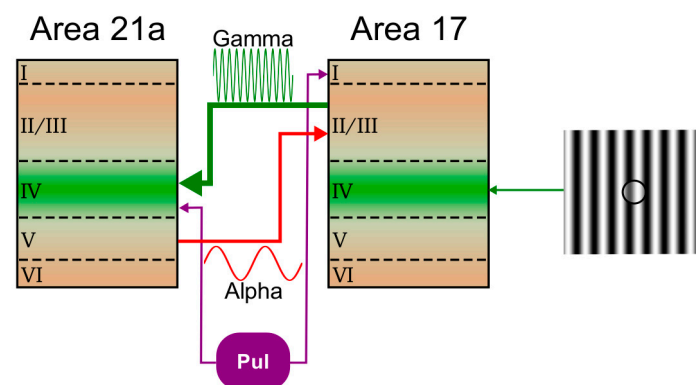 Area 21a
Area 17
Gamma
I
II/III
IV
V
VI
I
II/III
IV
V
VI
Alpha
Pul